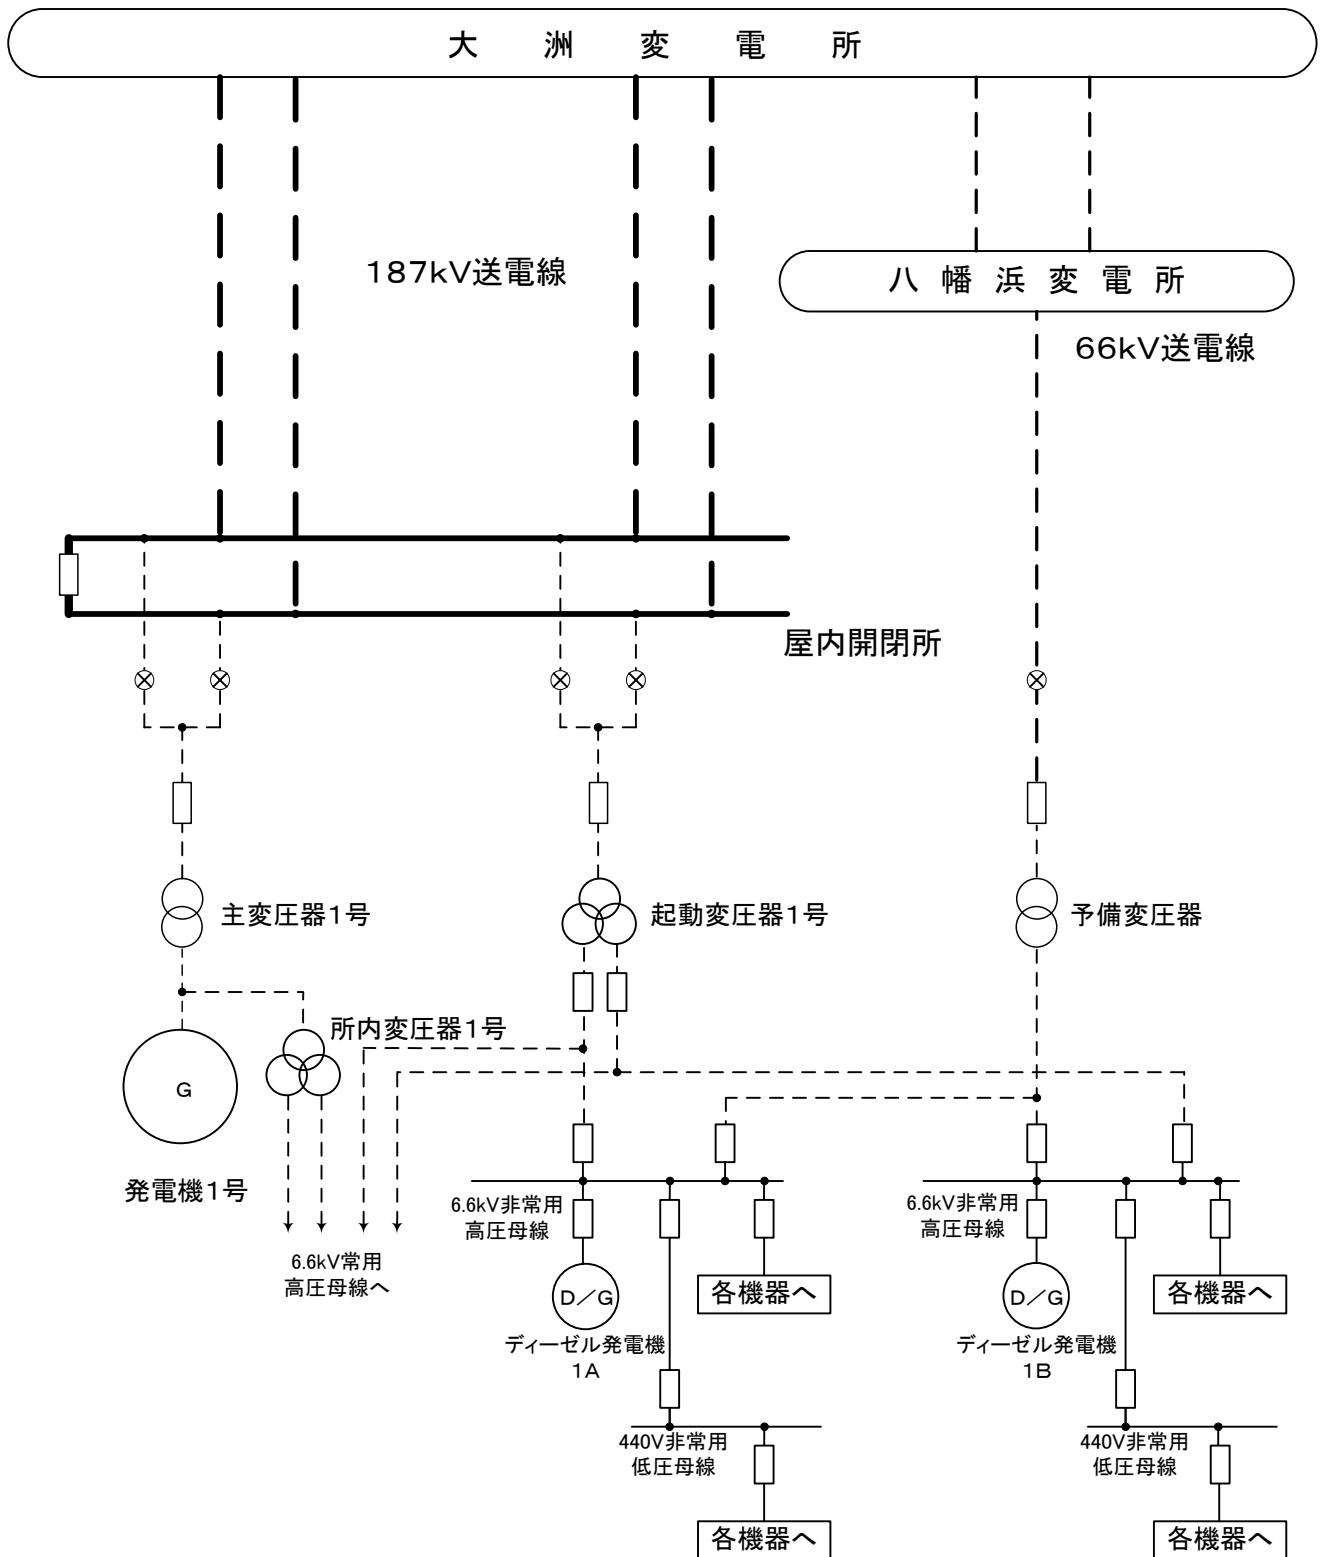 大洲変電所
187kV送電線
八幡浜変電所
66kV送電線
屋内開閉所
主変圧器1号
起動変圧器1号
予備変圧器
所内変圧器1号
G
発電機1号
6.6kV常用
高圧母線へ
6.6kV非常用
高圧母線
D/G
ディーゼル発電機
1A
各機器へ
440V非常用
低圧母線
各機器へ
6.6kV非常用
高圧母線
D/G
ディーゼル発電機
1B
各機器へ
440V非常用
低圧母線
各機器へ